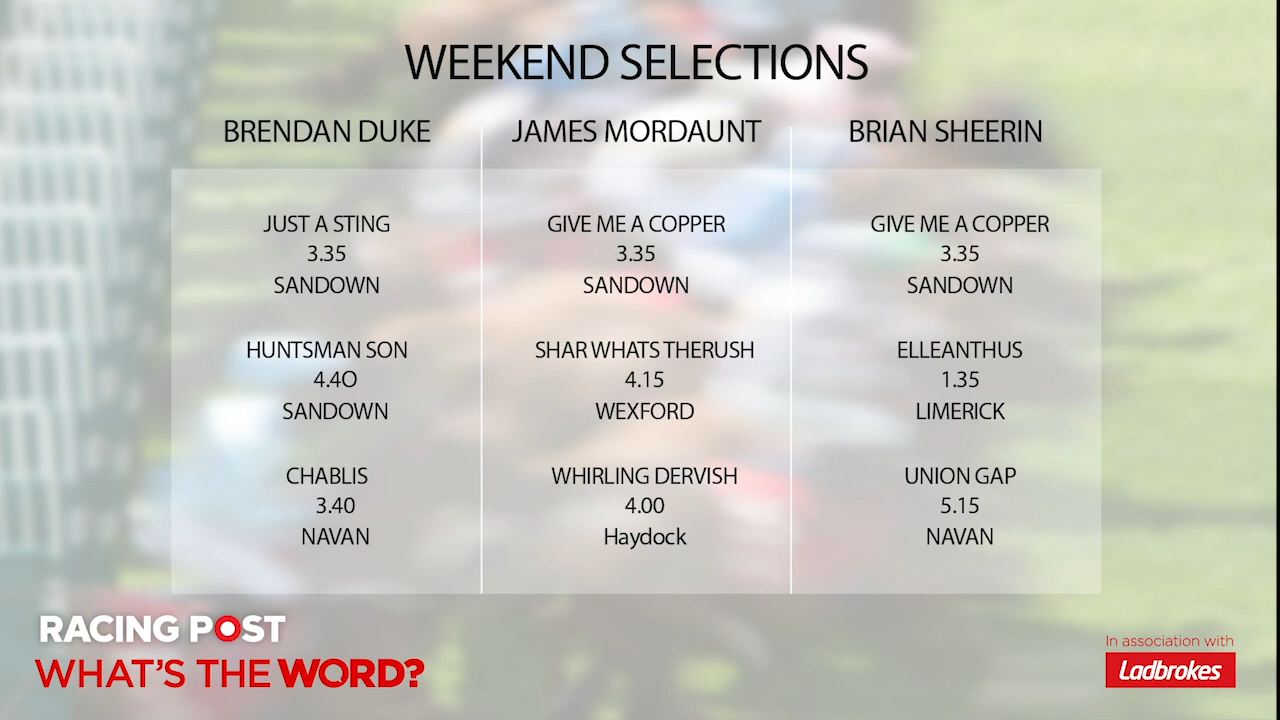 WEEKEND SELECTIONS
BRENDAN DUKE
JUST A STING
3.35
SANDOWN
HUNTSMAN SON
4.4O
SANDOWN
CHABLIS
3.40
NAVAN
JAMES MORDAUNT
GIVE ME A COPPER
3.35
SANDOWN
SHAR WHATS THERUSH
4.15
WEXFORD
WHIRLING DERVISH
4.00
Haydock
BRIAN SHEERIN
GIVE ME A COPPER
3.35
SANDOWN
ELLEANTHUS
1.35
LIMERICK
UNION GAP
5.15
NAVAN
RACING POST
WHAT'S THE WORD?
In association with
Ladbrokes